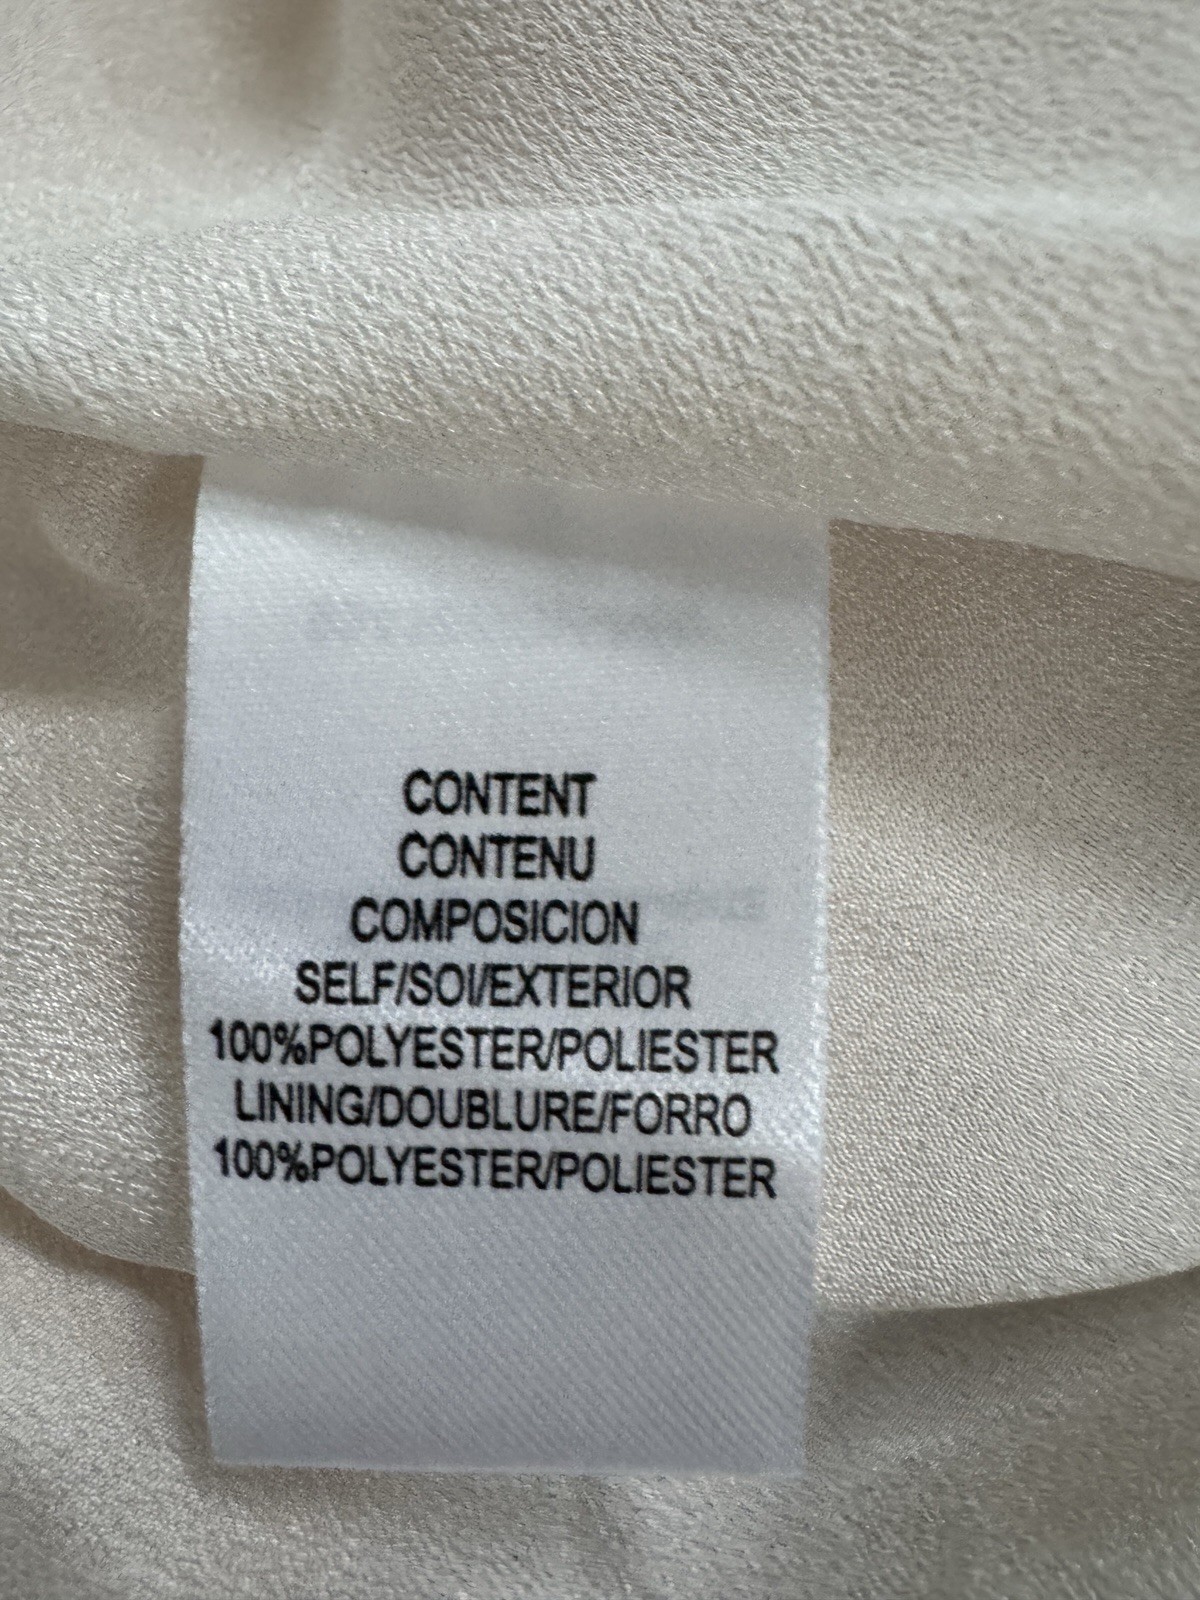 CONTENT
CONTENU
COMPOSICION
SELF/SOI/EXTERIOR
100%POLYESTER/POLIESTER
LINING/DOUBLURE/FORRO
100%POLYESTER/POLIESTER